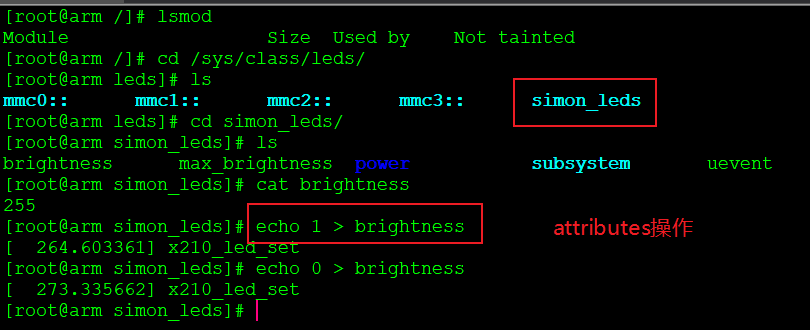 [root@arm /]# lsmod
Module Size Used by Not tainted
[root@arm /]# cd /sys/class/leds/
[root@arm leds]# ls
mmc0:: mmc1:: mmc2:: mmc3:: simon_leds
[root@arm leds]# cd simon_leds/
[root@arm simon_leds]# ls
brightness max_brightness power subsystem uevent
[root@arm simon_leds]# cat brightness
255
[root@arm simon_leds]# echo 1 > brightness attributes操作
[ 264.603361] x210_led_set
[root@arm simon_leds]# echo 0 > brightness
[ 273.335662] x210_led_set
[root@arm simon_leds]#